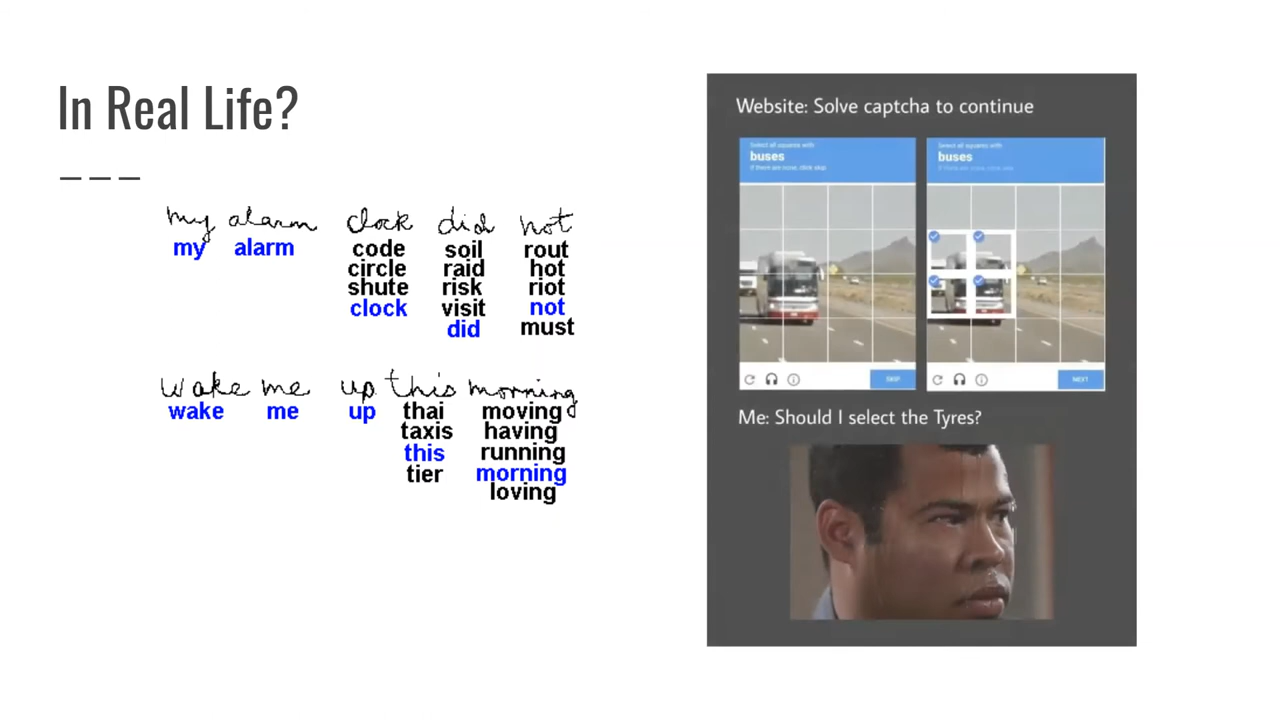 In Real Life?
my alarm clock did not
my alarm code soil rout
circle raid hot
shute risk riot
clock visit not
did must
wake me up this morning
wake me up thai moving
taxis having
this running
tier morning
loving
Website: Solve captcha to continue
Select all squares with
buses
If there are none, click skip
SKIP
Select all squares with
buses
If there are none, click skip
NEXT
Me: Should I select the Tyres?